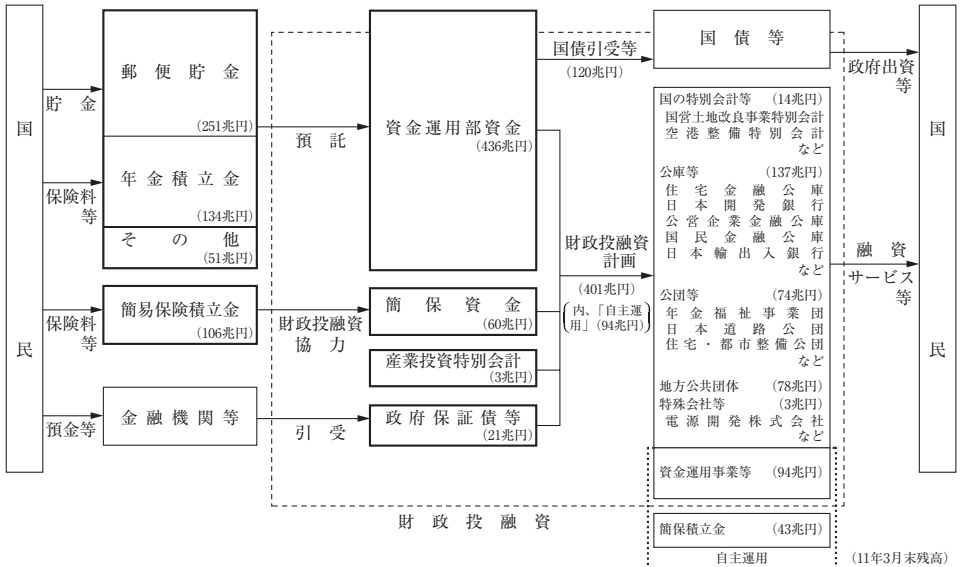 国民
貯金
保険料等
保険料等
預金等
郵便貯金
(251兆円)
年金積立金
(134兆円)
その他
(51兆円)
簡易保険積立金
(106兆円)
金融機関等
預託
財政投融資
協力
引受
資金運用部資金
(436兆円)
簡保資金
(60兆円)
産業投資特別会計
(3兆円)
政府保証債等
(21兆円)
財政投融資
国債引受等
(120兆円)
財政投融資
計画
(401兆円)
内、「自主運
用」(94兆円)
国債等
国の特別会計等 (14兆円)
国営土地改良事業特別会計
空港整備特別会計
など
公庫等 (137兆円)
住宅金融公庫
日本開発銀行
公営企業金融公庫
国民金融公庫
日本輸出入銀行
など
公団等 (74兆円)
年金福祉事業団
日本道路公団
住宅・都市整備公団
など
地方公共団体 (78兆円)
特殊会社等 (3兆円)
電源開発株式会社
など
資金運用事業等 (94兆円)
簡保積立金 (43兆円)
自主運用
政府出資
等
融資
サービス
等
国民
(11年3月末残高)